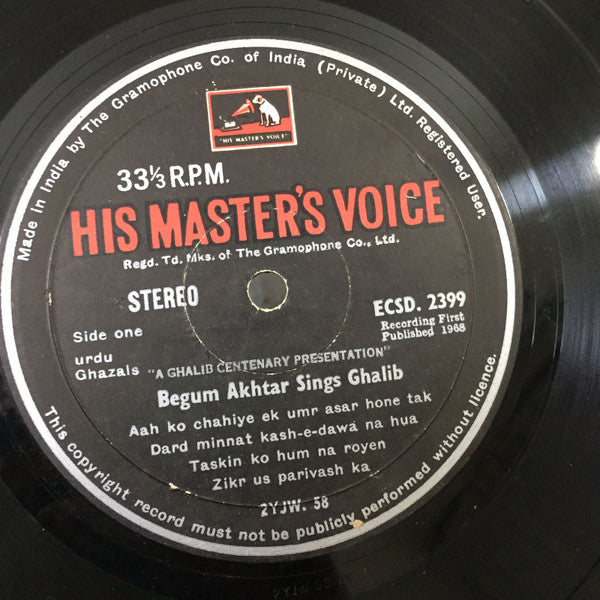 Made in India by The Gramophone Co. of India (Private) Ltd. Registered User.
"HIS MASTER'S VOICE"
33⅓ R.P.M.
HIS MASTER'S VOICE
Regd. Td. Mks. of The Gramophone Co., Ltd.
STEREO
ECSD. 2399
Recording First
Published 1968
Side one
urdu
Ghazals "A GHALIB CENTENARY PRESENTATION"
Begum Akhtar Sings Ghalib
Aah ko chahiye ek umr asar hone tak
Dard minnat kash-e-dawa na hua
Taskin ko hum na royen
Zikr us parivash ka
2YJW. 58
This copyright record must not be publicly performed without licence.